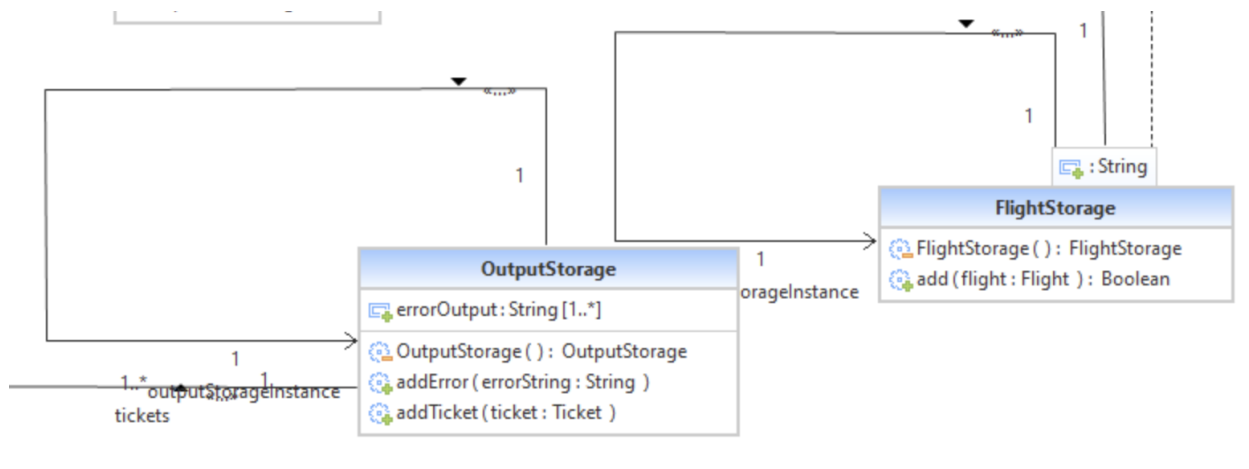 1
«...»
1
«...»
1
: String
FlightStorage
FlightStorage ( ) : FlightStorage
add ( flight : Flight ) : Boolean
1
orageInstance
OutputStorage
errorOutput : String [1..*]
OutputStorage ( ) : OutputStorage
addError ( errorString : String )
addTicket ( ticket : Ticket )
1
1..*
1
outputStorageInstance
«...»
tickets